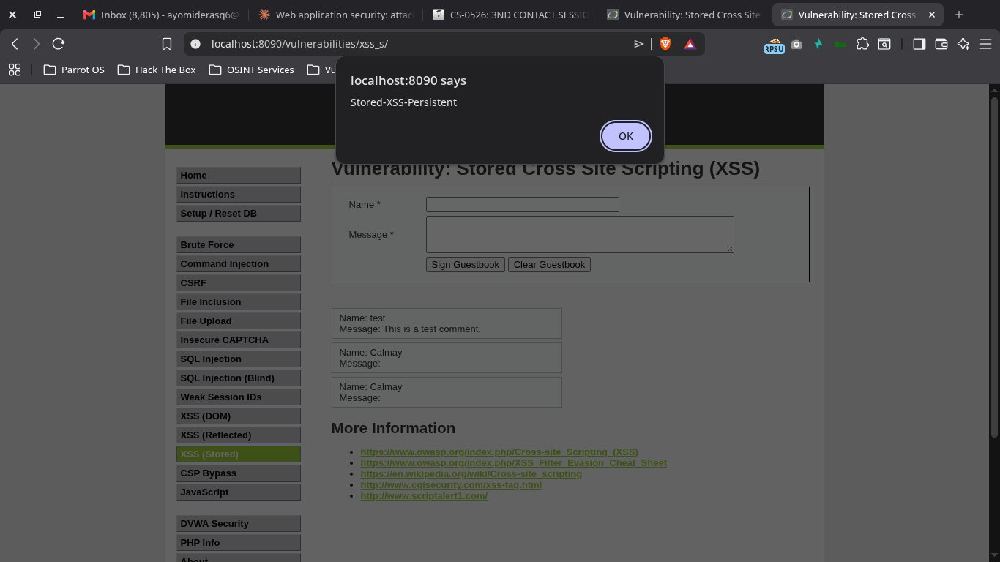 Inbox (8,805) - ayomiderasq6@
Web application security: attac
CS-0526: 3ND CONTACT SESSIO
Vulnerability: Stored Cross Site
Vulnerability: Stored Cross
localhost:8090/vulnerabilities/xss_s/
RPSU
bw
Parrot OS
Hack The Box
OSINT Services
Vu
localhost:8090 says
Stored-XSS-Persistent
OK
Vulnerability: Stored Cross Site Scripting (XSS)
Home
Instructions
Setup / Reset DB
Brute Force
Command Injection
CSRF
File Inclusion
File Upload
Insecure CAPTCHA
SQL Injection
SQL Injection (Blind)
Weak Session IDs
XSS (DOM)
XSS (Reflected)
XSS (Stored)
CSP Bypass
JavaScript
DVWA Security
PHP Info
About
Name *
Message *
Sign Guestbook Clear Guestbook
Name: test
Message: This is a test comment.
Name: Calmay
Message:
Name: Calmay
Message:
More Information
https://www.owasp.org/index.php/Cross-site_Scripting_(XSS)
https://www.owasp.org/index.php/XSS_Filter_Evasion_Cheat_Sheet
https://en.wikipedia.org/wiki/Cross-site_scripting
http://www.cgisecurity.com/xss-faq.html
http://www.scriptalert1.com/